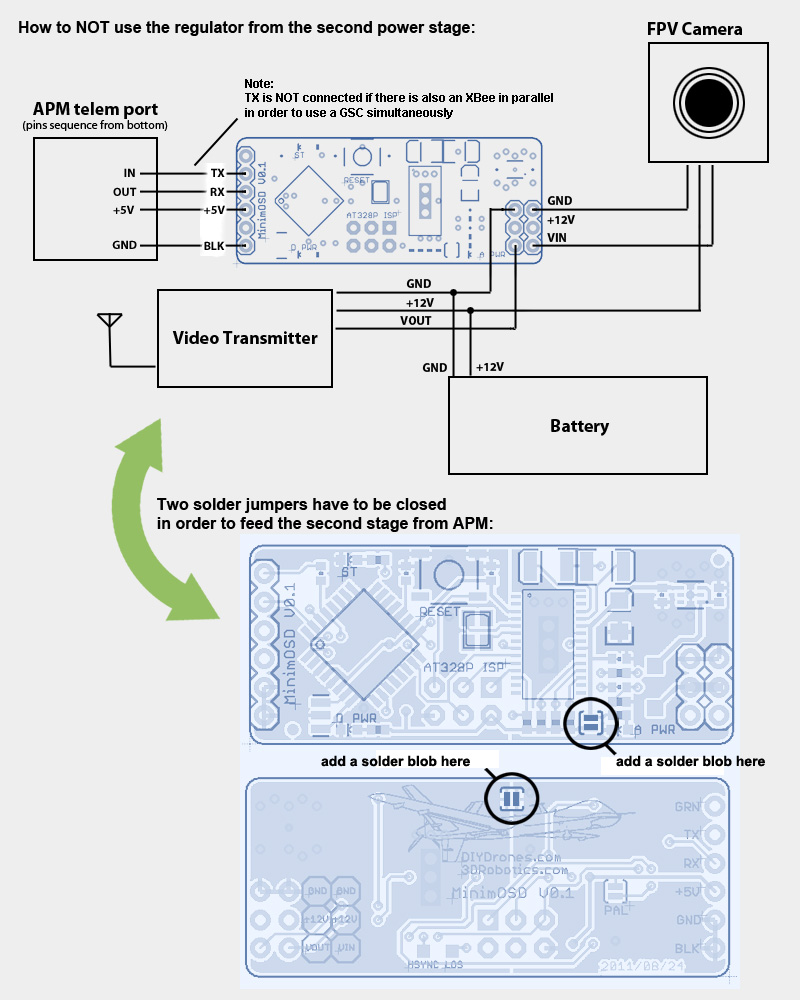 How to NOT use the regulator from the second power stage:
FPV Camera
Note:
TX is NOT connected if there is also an XBee in parallel
in order to use a GSC simultaneously
APM telem port
(pins sequence from bottom)
IN
OUT
+5V
GND
TX
RX
+5V
BLK
MinimOSD V0.1
ST
RESET
AT328P ISP
D PWR
A PWR
GND
+12V
VIN
GND
+12V
VOUT
Video Transmitter
GND
+12V
Battery
Two solder jumpers have to be closed
in order to feed the second stage from APM:
ST
RESET
MinimOSD V0.1
AT328P ISP
D PWR
A PWR
add a solder blob here
add a solder blob here
GRN
TX
RX
+5V
GND
BLK
DIYDrones.com
3DRobotics.com
MinimOSD V0.1
PAL
GND GND
+12V +12V
VOUT VIN
HSYNC LOS
2011/08/24